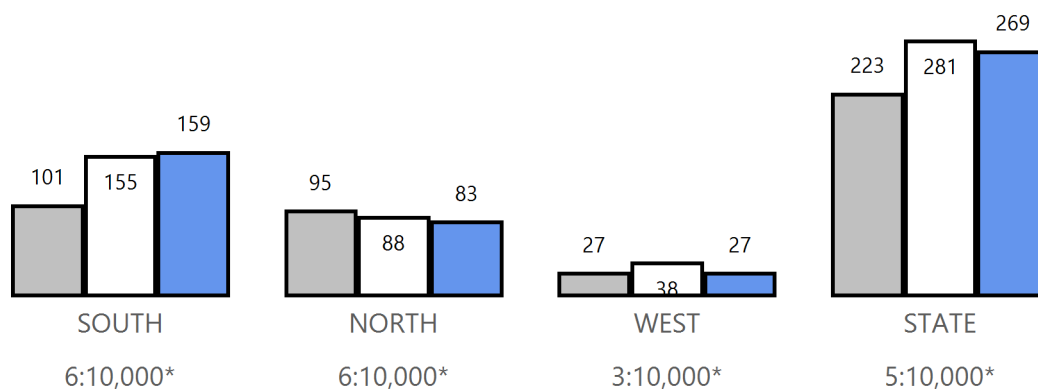 101 155 159
95 88 83
27 38 27
223 281 269
SOUTH NORTH WEST STATE
6:10,000* 6:10,000* 3:10,000* 5:10,000*